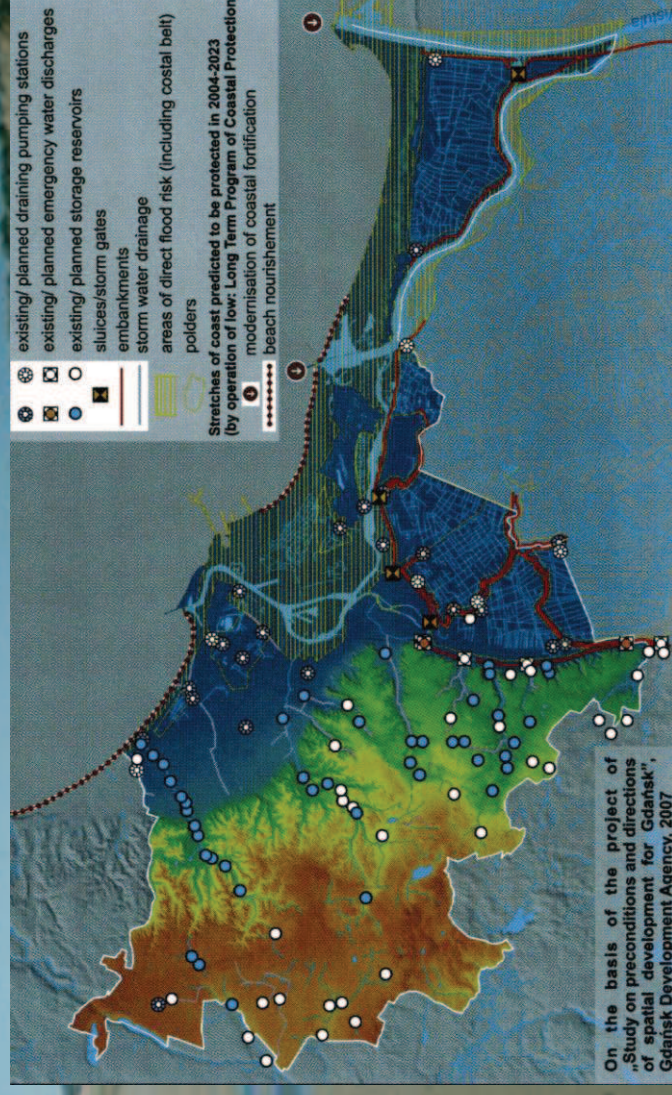 existing/ planned draining pumping stations
existing/ planned emergency water discharges
existing/ planned storage reservoirs
sluices/storm gates
embankments
storm water drainage
areas of direct flood risk (including costal belt)
polders
Stretches of coast predicted to be protected in 2004-2023
(by operation of low: Long Term Program of Coastal Protection)
modernisation of coastal fortification
beach nourishement
On the basis of the project of
„Study on preconditions and directions
of spatial development for Gdańsk",
Gdańsk Devalopment Agency, 2007